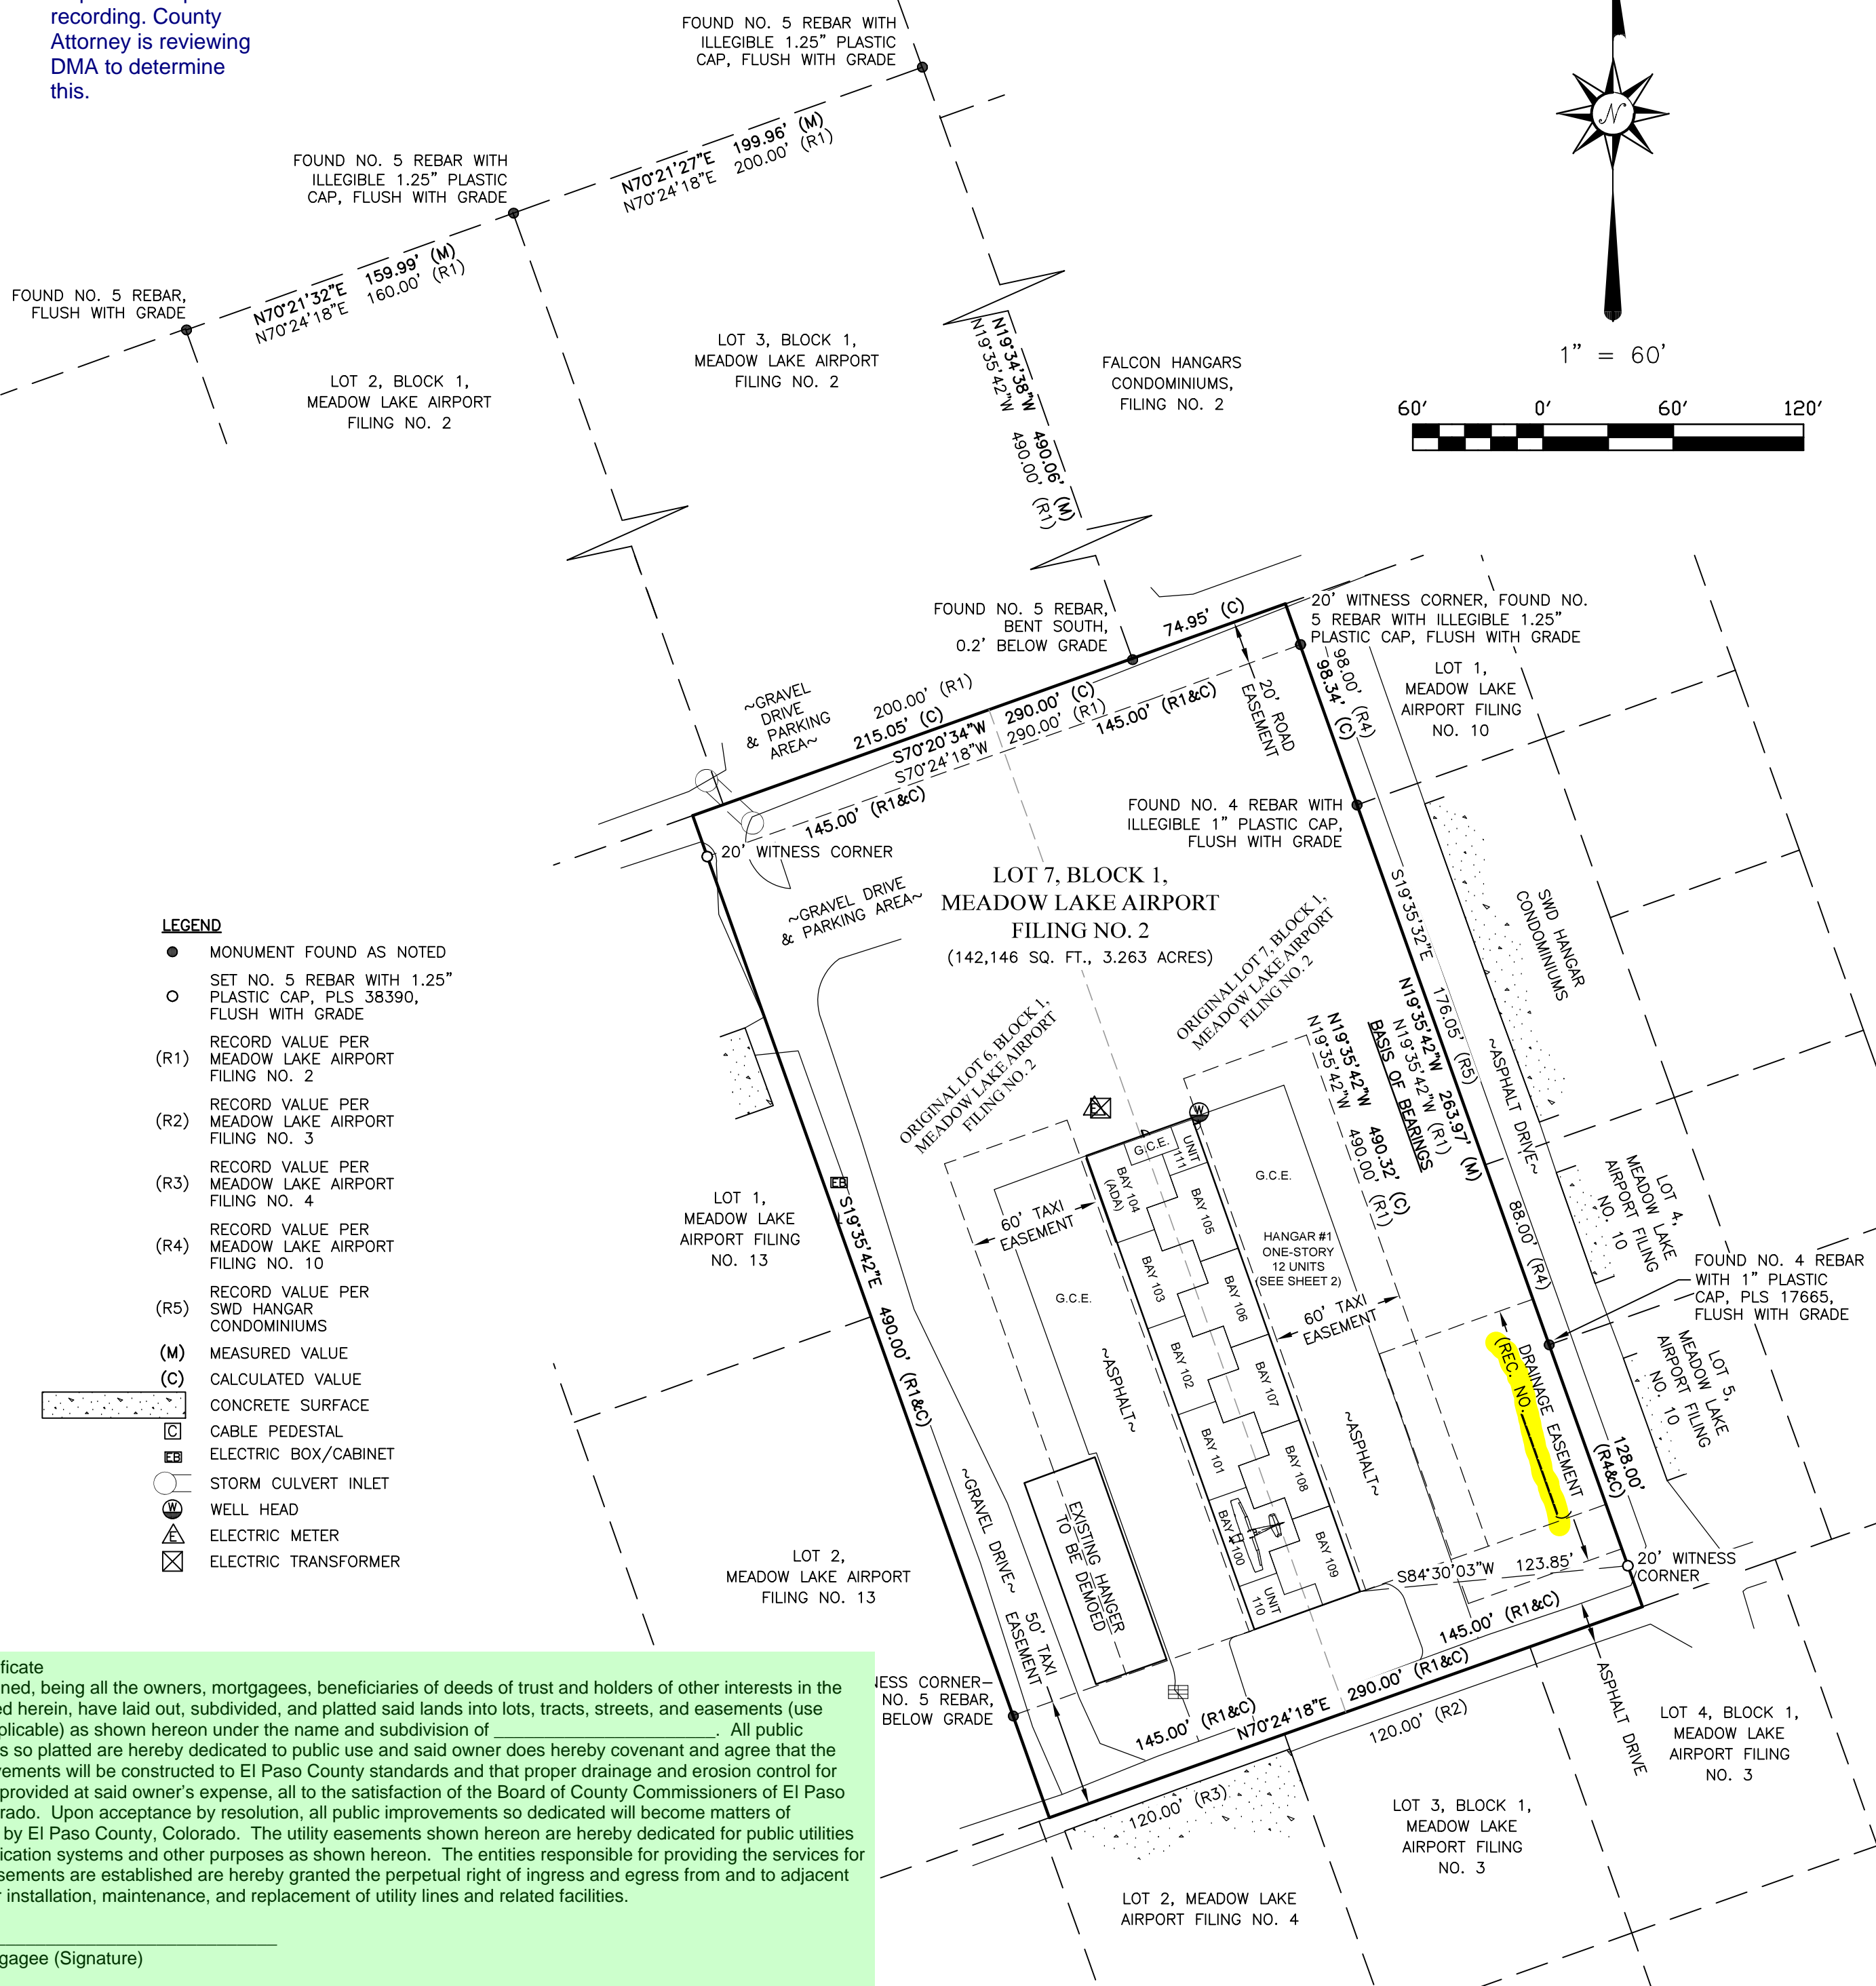 recording. County
Attorney is reviewing
DMA to determine
this.
FOUND NO. 5 REBAR WITH
ILLEGIBLE 1.25" PLASTIC
CAP, FLUSH WITH GRADE
N70°21'27"E 199.96' (M)
N70°24'18"E 200.00' (R1)
FOUND NO. 5 REBAR WITH
ILLEGIBLE 1.25" PLASTIC
CAP, FLUSH WITH GRADE
N70°21'32"E 159.99' (M)
N70°24'18"E 160.00' (R1)
FOUND NO. 5 REBAR,
FLUSH WITH GRADE
LOT 2, BLOCK 1,
MEADOW LAKE AIRPORT
FILING NO. 2
LOT 3, BLOCK 1,
MEADOW LAKE AIRPORT
FILING NO. 2
N19°34'38"W 490.06' (M)
N19°35'42"W 490.00' (R1)
FALCON HANGARS
CONDOMINIUMS,
FILING NO. 2
N
1" = 60'
60' 0' 60' 120'
FOUND NO. 5 REBAR,
BENT SOUTH,
0.2' BELOW GRADE
74.95' (C)
20' WITNESS CORNER, FOUND NO.
5 REBAR WITH ILLEGIBLE 1.25"
PLASTIC CAP, FLUSH WITH GRADE
LOT 1,
MEADOW LAKE
AIRPORT FILING
NO. 10
98.00' (R4)
98.34' (C)
20' ROAD
EASEMENT
~GRAVEL
DRIVE
& PARKING
AREA~
200.00' (R1)
215.05' (C)
S70°20'34"W 290.00' (C)
S70°24'18"W 290.00' (R1)
145.00' (R1&C)
145.00' (R1&C)
20' WITNESS CORNER
~GRAVEL DRIVE
& PARKING AREA~
FOUND NO. 4 REBAR WITH
ILLEGIBLE 1" PLASTIC CAP,
FLUSH WITH GRADE
LOT 7, BLOCK 1,
MEADOW LAKE AIRPORT
FILING NO. 2
(142,146 SQ. FT., 3.263 ACRES)
ORIGINAL LOT 6, BLOCK 1,
MEADOW LAKE AIRPORT
FILING NO. 2
ORIGINAL LOT 7, BLOCK 1,
MEADOW LAKE AIRPORT
FILING NO. 2
S19°35'32"E 176.05' (R5)
N19°35'42"W 263.97' (M)
N19°35'42"W (R1)
BASIS OF BEARINGS
N19°35'42"W 490.32' (C)
N19°35'42"W 490.00' (R1)
~ASPHALT DRIVE~
SWD HANGAR
CONDOMINIUMS
88.00' (R4)
LOT 4,
MEADOW LAKE
AIRPORT FILING
NO. 10
FOUND NO. 4 REBAR
WITH 1" PLASTIC
CAP, PLS 17665,
FLUSH WITH GRADE
LOT 5,
MEADOW LAKE
AIRPORT FILING
NO. 10
128.00'
(R4&C)
DRAINAGE EASEMENT
(REC. NO. ________)
LEGEND
MONUMENT FOUND AS NOTED
SET NO. 5 REBAR WITH 1.25"
PLASTIC CAP, PLS 38390,
FLUSH WITH GRADE
(R1) RECORD VALUE PER
MEADOW LAKE AIRPORT
FILING NO. 2
(R2) RECORD VALUE PER
MEADOW LAKE AIRPORT
FILING NO. 3
(R3) RECORD VALUE PER
MEADOW LAKE AIRPORT
FILING NO. 4
(R4) RECORD VALUE PER
MEADOW LAKE AIRPORT
FILING NO. 10
(R5) RECORD VALUE PER
SWD HANGAR
CONDOMINIUMS
(M) MEASURED VALUE
(C) CALCULATED VALUE
CONCRETE SURFACE
C CABLE PEDESTAL
EB ELECTRIC BOX/CABINET
STORM CULVERT INLET
W WELL HEAD
E ELECTRIC METER
ELECTRIC TRANSFORMER
LOT 1,
MEADOW LAKE
AIRPORT FILING
NO. 13
EB
S19°35'42"E 490.00' (R1&C)
E
W
G.C.E.
UNIT
111
BAY 104
(ADA)
BAY 105
G.C.E.
60' TAXI
EASEMENT
G.C.E.
BAY 103
BAY 106
HANGAR #1
ONE-STORY
12 UNITS
(SEE SHEET 2)
60' TAXI
EASEMENT
~ASPHALT~
BAY 102
BAY 107
BAY 101
BAY 108
~ASPHALT~
BAY 100
BAY 109
UNIT
110
EXISTING HANGER
TO BE DEMOED
~GRAVEL DRIVE~
50' TAXI
EASEMENT
LOT 2,
MEADOW LAKE AIRPORT
FILING NO. 13
S84°30'03"W 123.85'
20' WITNESS
CORNER
145.00' (R1&C)
NESS CORNER–
NO. 5 REBAR,
BELOW GRADE
145.00' (R1&C)
N70°24'18"E 290.00' (R1&C)
120.00' (R2)
120.00' (R3)
ASPHALT DRIVE
LOT 4, BLOCK 1,
MEADOW LAKE
AIRPORT FILING
NO. 3
LOT 3, BLOCK 1,
MEADOW LAKE
AIRPORT FILING
NO. 3
LOT 2, MEADOW LAKE
AIRPORT FILING NO. 4
ificate
ned, being all the owners, mortgagees, beneficiaries of deeds of trust and holders of other interests in the
ed herein, have laid out, subdivided, and platted said lands into lots, tracts, streets, and easements (use
plicable) as shown hereon under the name and subdivision of ____________________. All public
s so platted are hereby dedicated to public use and said owner does hereby covenant and agree that the
vements will be constructed to El Paso County standards and that proper drainage and erosion control for
provided at said owner's expense, all to the satisfaction of the Board of County Commissioners of El Paso
rado. Upon acceptance by resolution, all public improvements so dedicated will become matters of
by El Paso County, Colorado. The utility easements shown hereon are hereby dedicated for public utilities
ication systems and other purposes as shown hereon. The entities responsible for providing the services for
sements are established are hereby granted the perpetual right of ingress and egress from and to adjacent
r installation, maintenance, and replacement of utility lines and related facilities.
gagee (Signature)